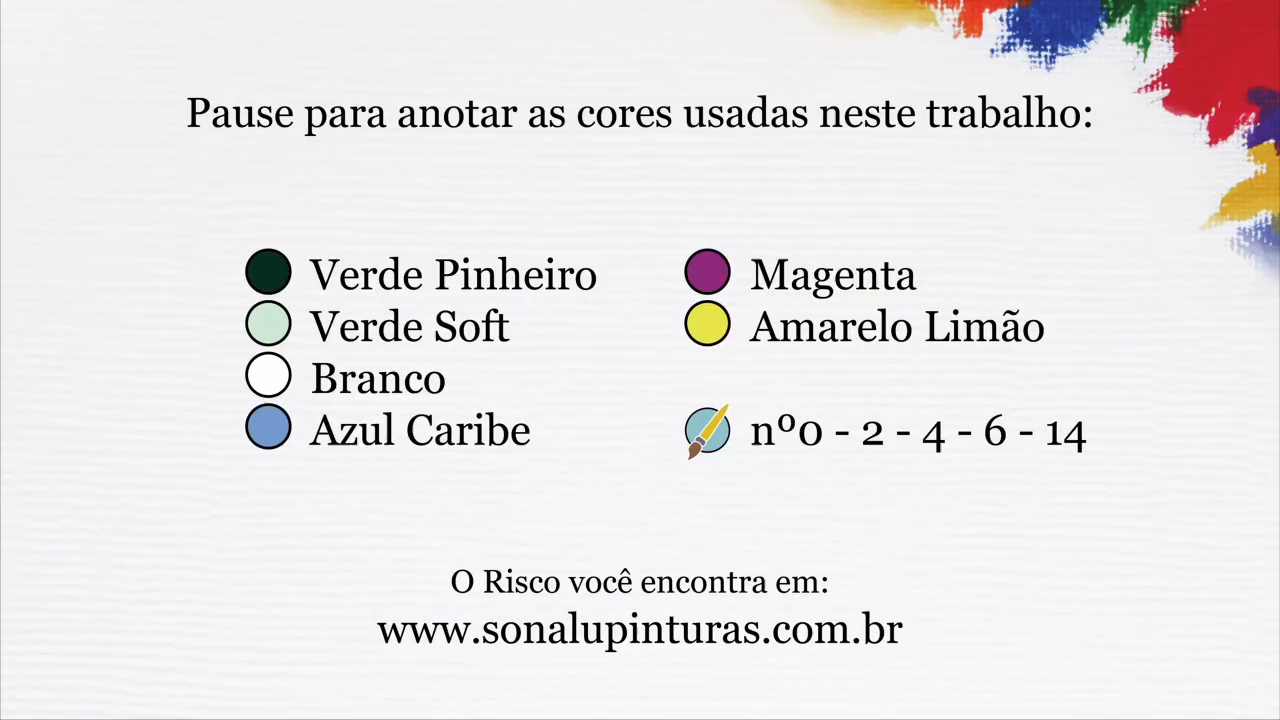 Pause para anotar as cores usadas neste trabalho:
Verde Pinheiro
Verde Soft
Branco
Azul Caribe
Magenta
Amarelo Limão
nº0 - 2 - 4 - 6 - 14
O Risco você encontra em:
www.sonalupinturas.com.br